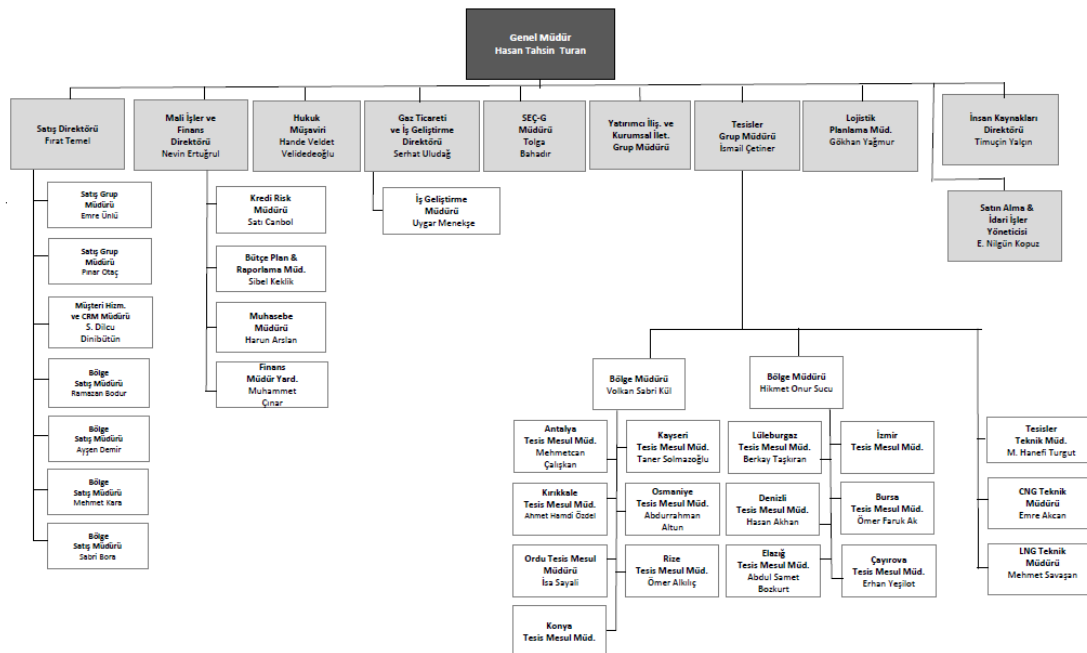 Genel Müdür
Hasan Tahsin Turan
Satış Direktörü
Fırat Temel
Mali İşler ve
Finans
Direktörü
Nevin Ertuğrul
Hukuk
Müşaviri
Hande Veldet
Velidedeoğlu
Gaz Ticareti
ve İş Geliştirme
Direktörü
Serhat Uludağ
SEÇ-G
Müdürü
Tolga
Bahadır
Yatırımcı İliş. ve
Kurumsal İlet.
Grup Müdürü
Tesisler
Grup Müdürü
İsmail Çetiner
Lojistik
Planlama Müd.
Gökhan Yağmur
İnsan Kaynakları
Direktörü
Timuçin Yalçın
Satın Alma &
İdari İşler
Yöneticisi
E. Nilgün Kopuz
Satış Grup
Müdürü
Emre Ünlü
Satış Grup
Müdürü
Pınar Otaç
Müşteri Hizm.
ve CRM Müdürü
S. Dilcu
Dinibütün
Bölge
Satış Müdürü
Ramazan Bodur
Bölge
Satış Müdürü
Ayşen Demir
Bölge
Satış Müdürü
Mehmet Kara
Bölge
Satış Müdürü
Sabri Bora
Kredi Risk
Müdürü
Satı Canbol
Bütçe Plan &
Raporlama Müd.
Sibel Keklik
Muhasebe
Müdürü
Harun Arslan
Finans
Müdür Yard.
Muhammet
Çınar
İş Geliştirme
Müdürü
Uygar Menekşe
Bölge Müdürü
Volkan Sabri Kül
Bölge Müdürü
Hikmet Onur Sucu
Antalya
Tesis Mesul Müd.
Mehmetcan
Çalışkan
Kayseri
Tesis Mesul Müd.
Taner Solmazoğlu
Kırıkkale
Tesis Mesul Müd.
Ahmet Hamdi Özdel
Osmaniye
Tesis Mesul Müd.
Abdurrahman
Altun
Ordu Tesis Mesul
Müdürü
İsa Sayali
Rize
Tesis Mesul Müd.
Ömer Alkılıç
Konya
Tesis Mesul Müd.
Lüleburgaz
Tesis Mesul Müd.
Berkay Taşkıran
İzmir
Tesis Mesul Müd.
Denizli
Tesis Mesul Müd.
Hasan Akhan
Bursa
Tesis Mesul Müd.
Ömer Faruk Ak
Elazığ
Tesis Mesul Müd.
Abdul Samet
Bozkurt
Çayırova
Tesis Mesul Müd.
Erhan Yeşilot
Tesisler
Teknik Müd.
M. Hanefi Turgut
CNG Teknik
Müdürü
Emre Akcan
LNG Teknik
Müdürü
Mehmet Savaşan